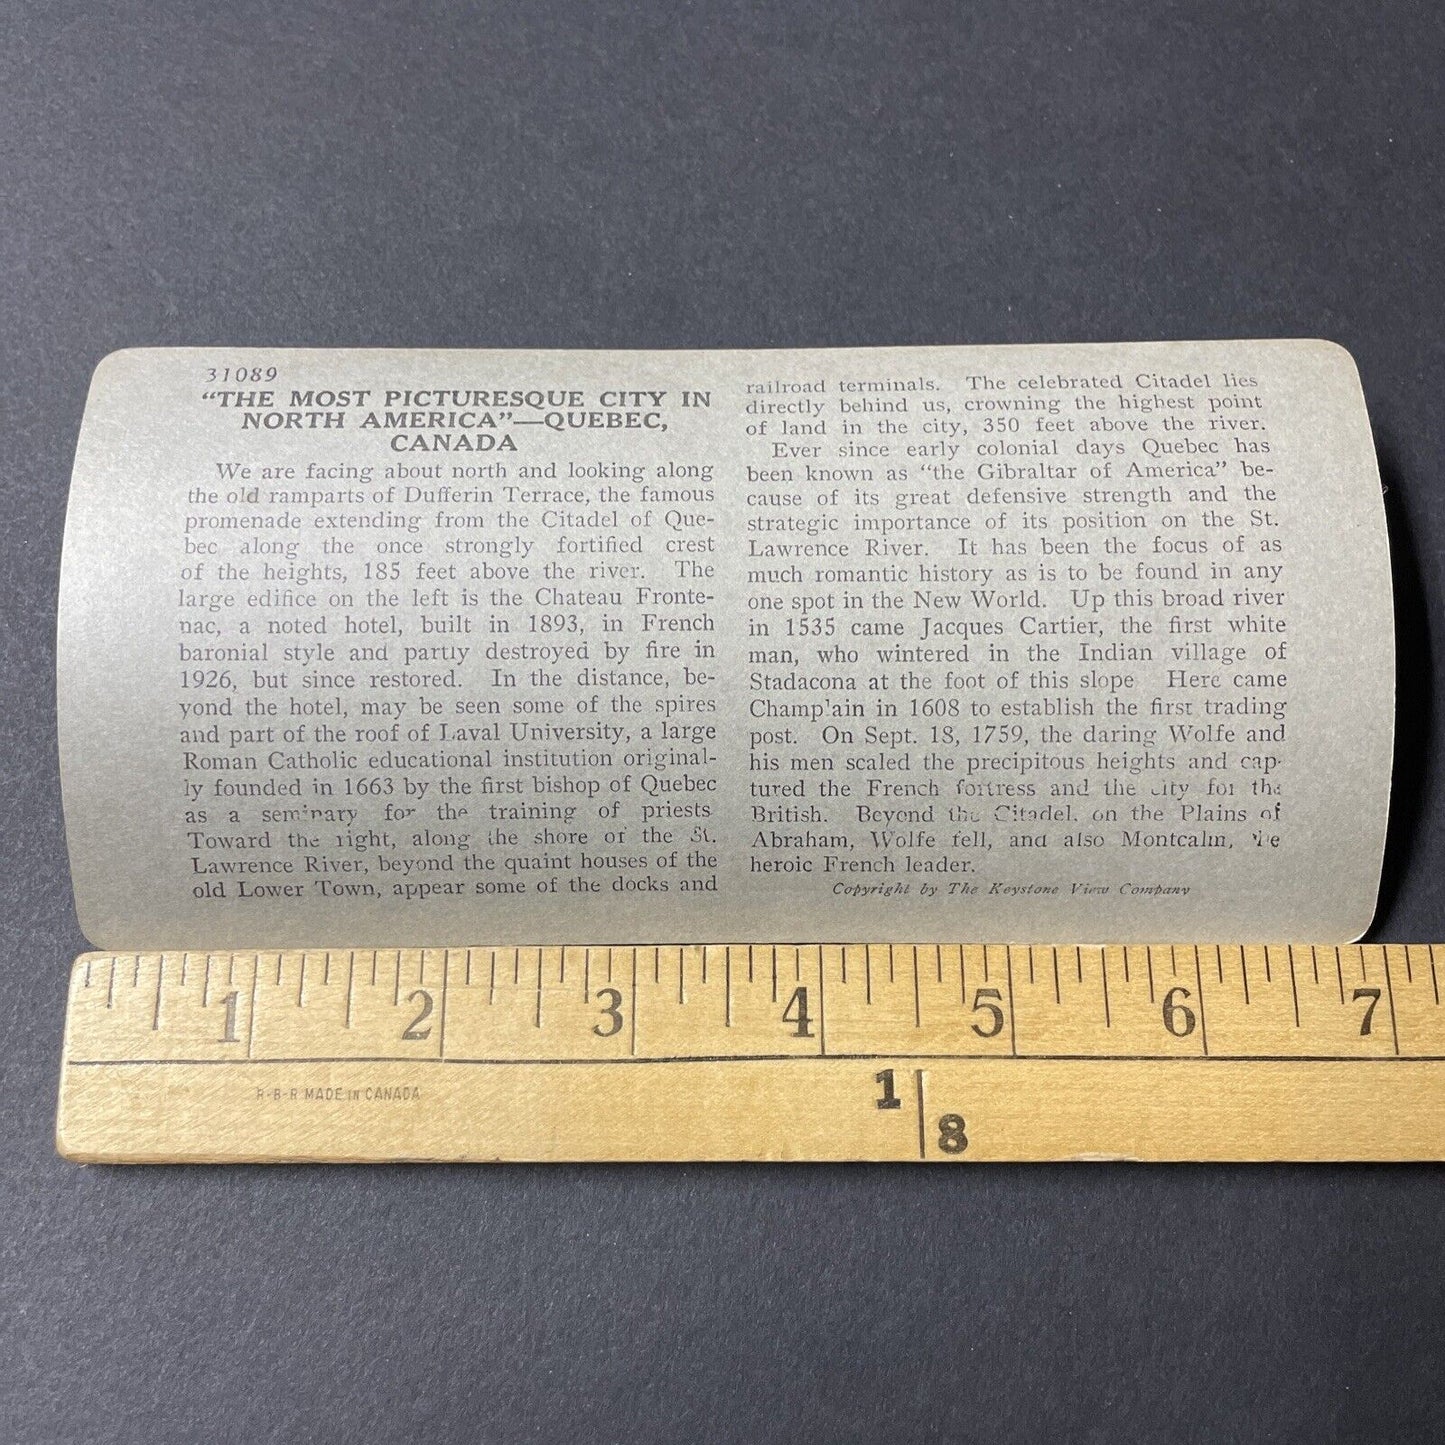 31089
“THE MOST PICTURESQUE CITY IN
NORTH AMERICA”—QUEBEC,
CANADA
We are facing about north and looking along
the old ramparts of Dufferin Terrace, the famous
promenade extending from the Citadel of Que-
bec along the once strongly fortified crest
of the heights, 185 feet above the river. The
large edifice on the left is the Chateau Fronte-
nac, a noted hotel, built in 1893, in French
baronial style and partly destroyed by fire in
1926, but since restored. In the distance, be-
yond the hotel, may be seen some of the spires
and part of the roof of Laval University, a large
Roman Catholic educational institution original-
ly founded in 1663 by the first bishop of Quebec
as a seminary for the training of priests
Toward the right, along the shore of the St.
Lawrence River, beyond the quaint houses of the
old Lower Town, appear some of the docks and
railroad terminals. The celebrated Citadel lies
directly behind us, crowning the highest point
of land in the city, 350 feet above the river.
Ever since early colonial days Quebec has
been known as “the Gibraltar of America” be-
cause of its great defensive strength and the
strategic importance of its position on the St.
Lawrence River. It has been the focus of as
much romantic history as is to be found in any
one spot in the New World. Up this broad river
in 1535 came Jacques Cartier, the first white
man, who wintered in the Indian village of
Stadacona at the foot of this slope Here came
Champlain in 1608 to establish the first trading
post. On Sept. 18, 1759, the daring Wolfe and
his men scaled the precipitous heights and cap-
tured the French fortress and the city for the
British. Beyond the Citadel, on the Plains of
Abraham, Wolfe fell, and also Montcalm, the
heroic French leader.
Copyright by The Keystone View Company
1 2 3 4 5 6 7
R-B-R MADE IN CANADA
1 8